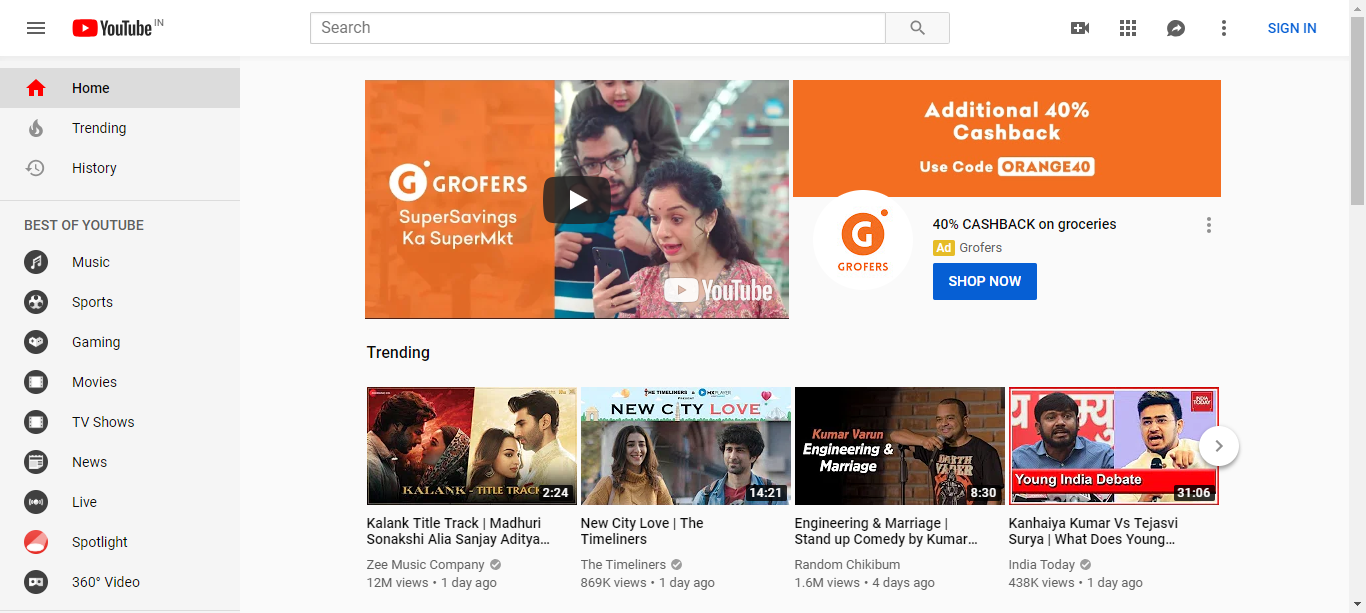 YouTube IN
Search
SIGN IN
Home
Trending
History
BEST OF YOUTUBE
Music
Sports
Gaming
Movies
TV Shows
News
Live
Spotlight
360° Video
GROFERS
SuperSavings
Ka SuperMkt
YouTube
Additional 40%
Cashback
Use Code ORANGE40
GROFERS
40% CASHBACK on groceries
Ad Grofers
SHOP NOW
Trending
KALANK - TITLE TRACK
2:24
Kalank Title Track | Madhuri
Sonakshi Alia Sanjay Aditya...
Zee Music Company
12M views • 1 day ago
THE TIMELINERS & MXPLAYER
PRESENT
NEW CITY LOVE
14:21
New City Love | The
Timeliners
The Timeliners
869K views • 1 day ago
Kumar Varun
Engineering &
Marriage
DARTH
VADER
8:30
Engineering & Marriage |
Stand up Comedy by Kumar...
Random Chikibum
1.6M views • 4 days ago
INDIA
TODAY
Young India Debate
31:06
Kanhaiya Kumar Vs Tejasvi
Surya | What Does Young...
India Today
438K views • 1 day ago